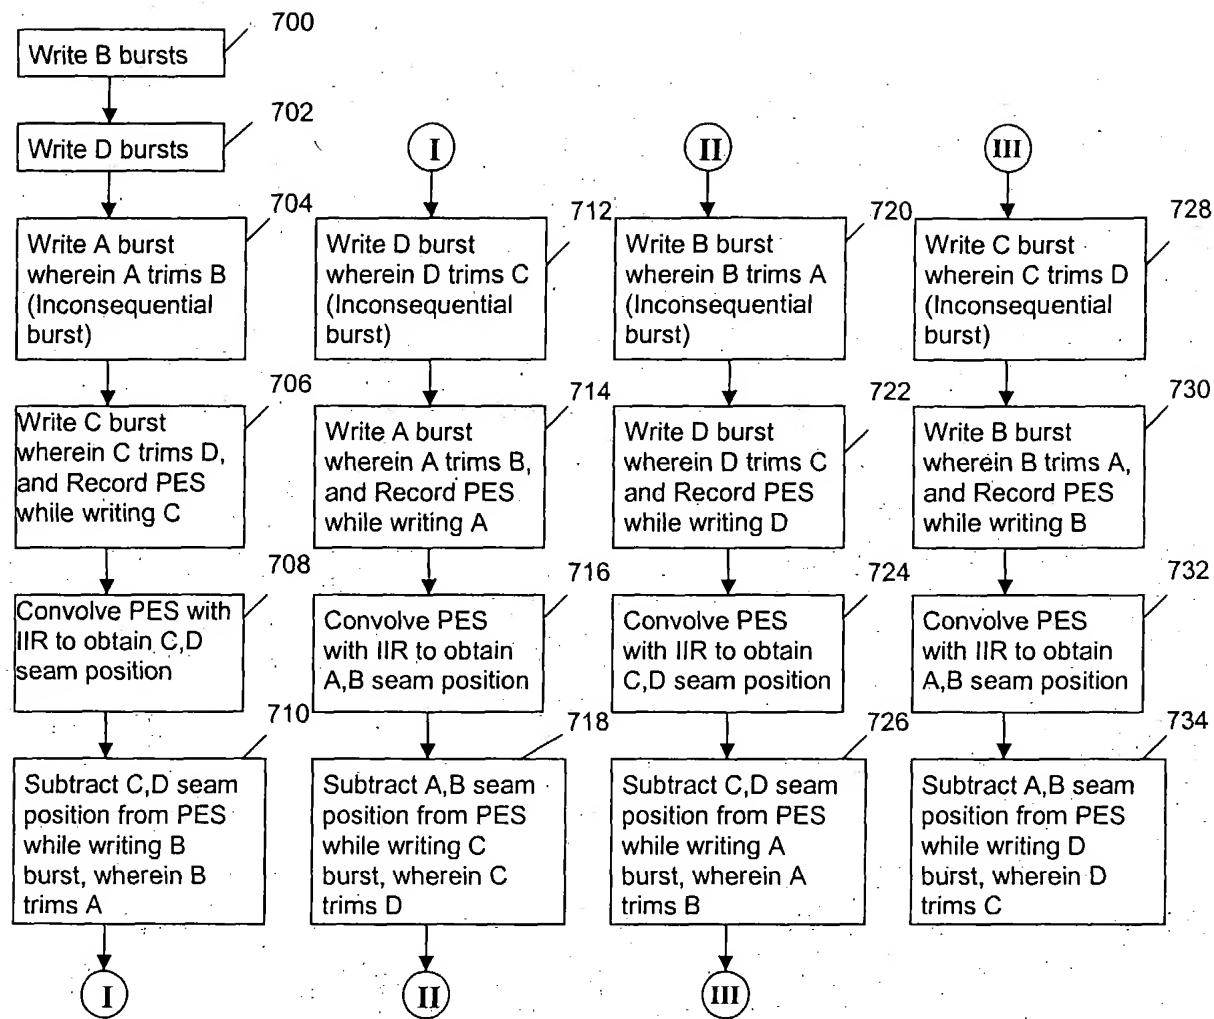 700
Write B bursts
702
Write D bursts
704
Write A burst
wherein A trims B
(Inconsequential
burst)
706
Write C burst
wherein C trims D,
and Record PES
while writing C
708
Convolve PES with
IIR to obtain C,D
seam position
710
Subtract C,D seam
position from PES
while writing B
burst, wherein B
trims A
I
I
712
Write D burst
wherein D trims C
(Inconsequential
burst)
714
Write A burst
wherein A trims B,
and Record PES
while writing A
716
Convolve PES
with IIR to obtain
A,B seam position
718
Subtract A,B seam
position from PES
while writing C
burst, wherein C
trims D
II
II
720
Write B burst
wherein B trims A
(Inconsequential
burst)
722
Write D burst
wherein D trims C
and Record PES
while writing D
724
Convolve PES
with IIR to obtain
C,D seam position
726
Subtract C,D seam
position from PES
while writing A
burst, wherein A
trims B
III
III
728
Write C burst
wherein C trims D
(Inconsequential
burst)
730
Write B burst
wherein B trims A,
and Record PES
while writing B
732
Convolve PES
with IIR to obtain
A,B seam position
734
Subtract A,B seam
position from PES
while writing D
burst, wherein D
trims C